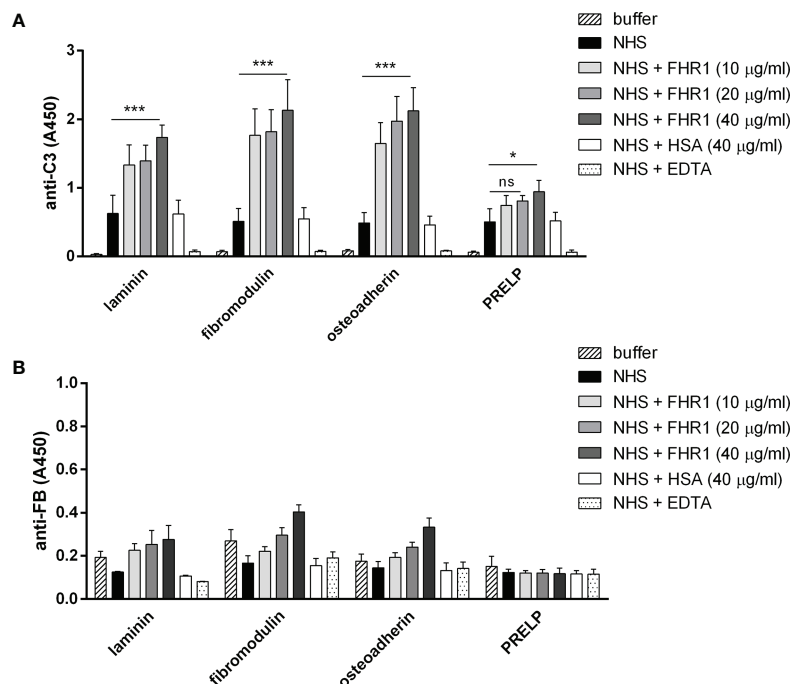 A
buffer
NHS
NHS + FHR1 (10 μg/ml)
NHS + FHR1 (20 μg/ml)
NHS + FHR1 (40 μg/ml)
NHS + HSA (40 μg/ml)
NHS + EDTA
anti-C3 (A450)
3
2
1
0
***
***
***
*
ns
laminin
fibromodulin
osteoadherin
PRELP
B
buffer
NHS
NHS + FHR1 (10 μg/ml)
NHS + FHR1 (20 μg/ml)
NHS + FHR1 (40 μg/ml)
NHS + HSA (40 μg/ml)
NHS + EDTA
anti-FB (A450)
1.0
0.8
0.6
0.4
0.2
0.0
laminin
fibromodulin
osteoadherin
PRELP